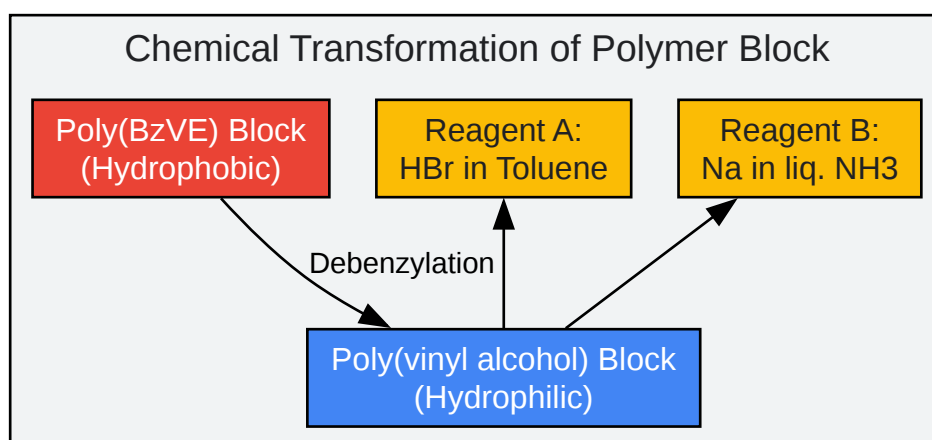 Chemical Transformation of Polymer Block
Poly(BzVE) Block
(Hydrophobic)
Reagent A:
HBr in Toluene
Reagent B:
Na in liq. NH3
Debenzylation
Poly(vinyl alcohol) Block
(Hydrophilic)